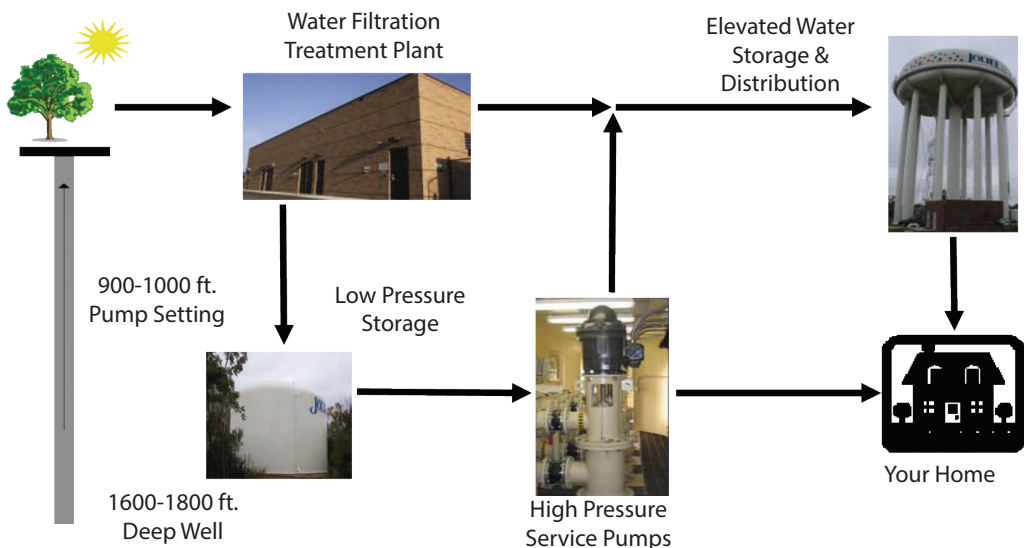 Water Filtration
Treatment Plant
Elevated Water
Storage &
Distribution
JOLIET
900-1000 ft.
Pump Setting
Low Pressure
Storage
1600-1800 ft.
Deep Well
High Pressure
Service Pumps
Your Home